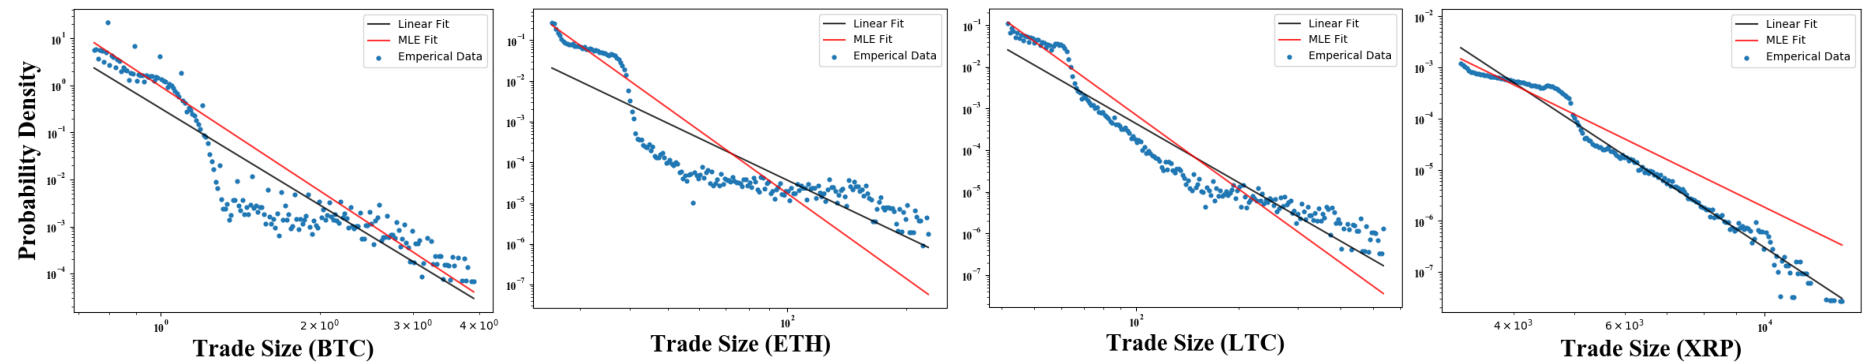 Probability Density
10¹
10⁰
10⁻¹
10⁻²
10⁻³
10⁻⁴
Linear Fit
MLE Fit
Emperical Data
10⁰
2 × 10⁰
3 × 10⁰
4 × 10⁰
Trade Size (BTC)
10⁻¹
10⁻²
10⁻³
10⁻⁴
10⁻⁵
10⁻⁶
10⁻⁷
Linear Fit
MLE Fit
Emperical Data
10²
Trade Size (ETH)
10⁻¹
10⁻²
10⁻³
10⁻⁴
10⁻⁵
10⁻⁶
10⁻⁷
Linear Fit
MLE Fit
Emperical Data
10²
Trade Size (LTC)
10⁻²
10⁻³
10⁻⁴
10⁻⁵
10⁻⁶
10⁻⁷
Linear Fit
MLE Fit
Emperical Data
4 × 10³
6 × 10³
10⁴
Trade Size (XRP)